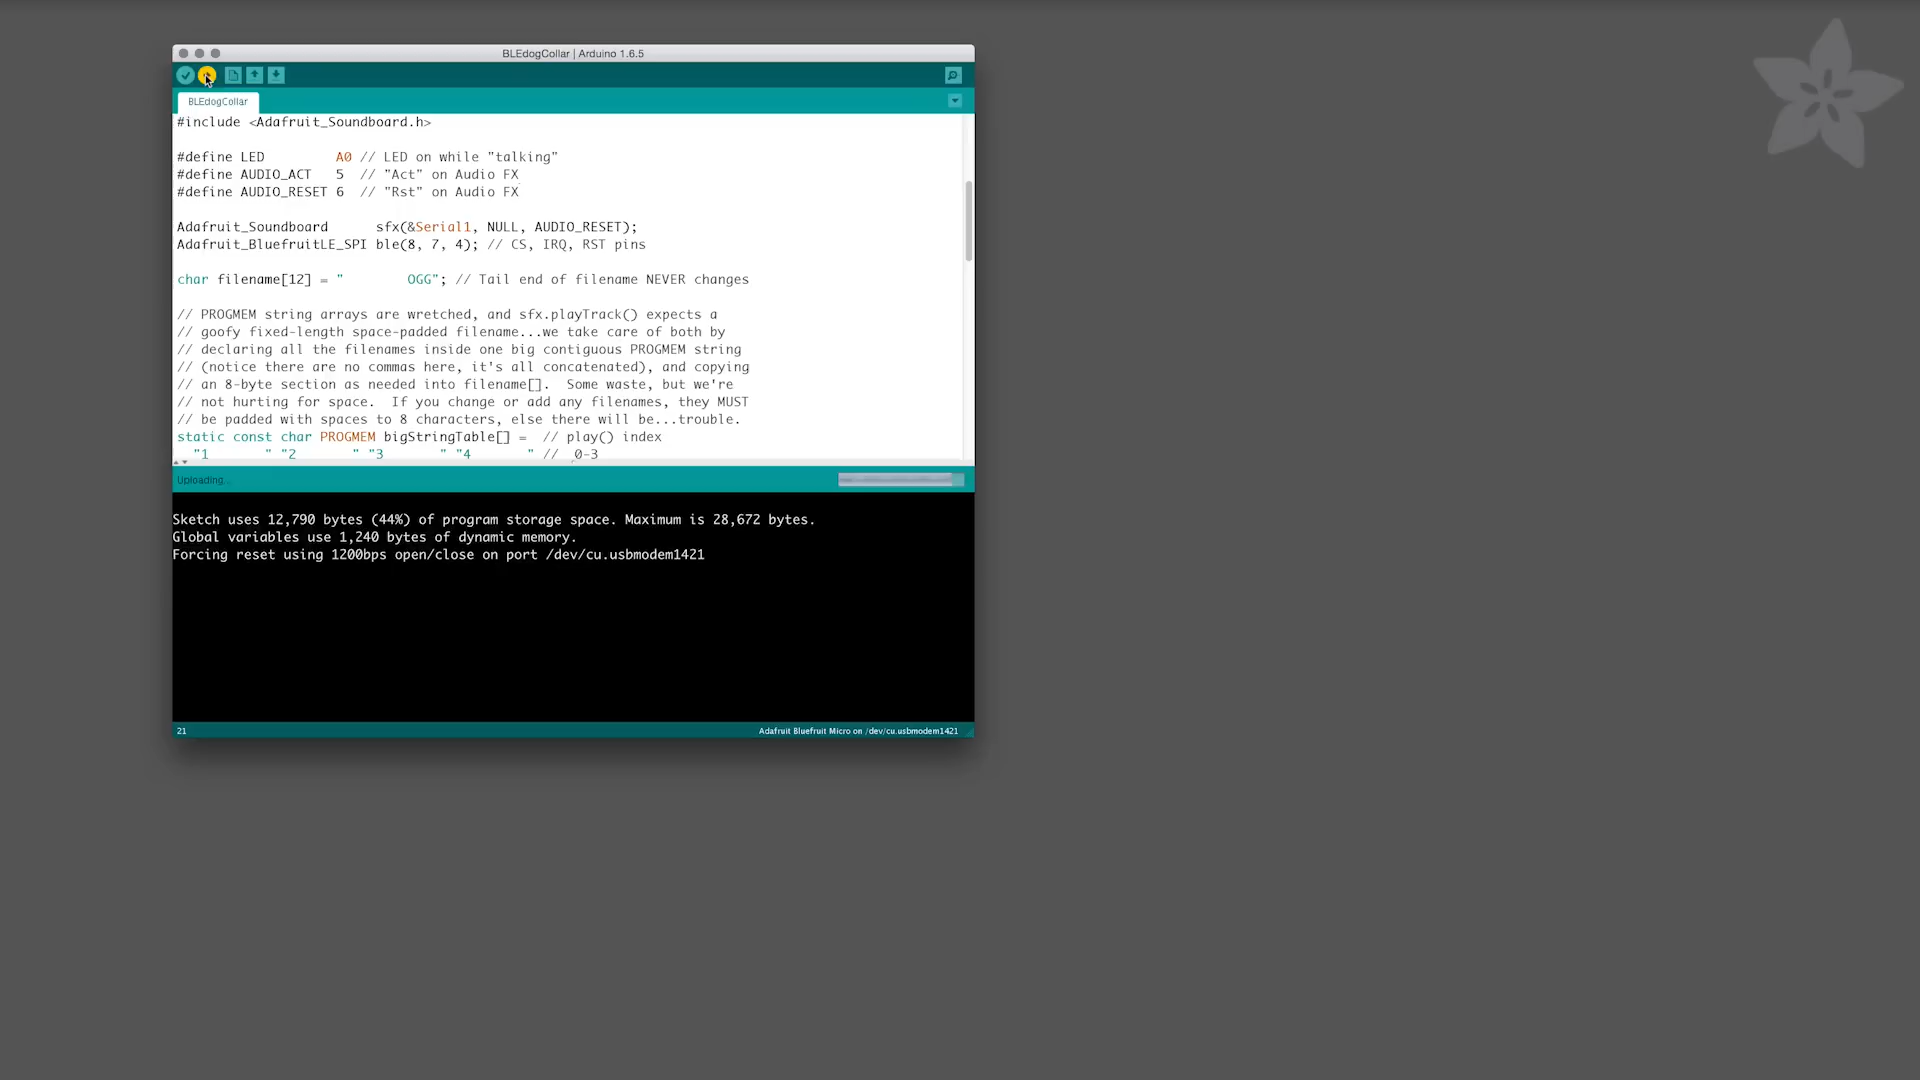 BLEdogCollar | Arduino 1.6.5
BLEdogCollar
#include <Adafruit_Soundboard.h>
#define LED         A0 // LED on while "talking"
#define AUDIO_ACT   5  // "Act" on Audio FX
#define AUDIO_RESET 6  // "Rst" on Audio FX
Adafruit_Soundboard      sfx(&Serial1, NULL, AUDIO_RESET);
Adafruit_BluefruitLE_SPI ble(8, 7, 4); // CS, IRQ, RST pins
char filename[12] = "        OGG"; // Tail end of filename NEVER changes
// PROGMEM string arrays are wretched, and sfx.playTrack() expects a
// goofy fixed-length space-padded filename...we take care of both by
// declaring all the filenames inside one big contiguous PROGMEM string
// (notice there are no commas here, it's all concatenated), and copying
// an 8-byte section as needed into filename[].  Some waste, but we're
// not hurting for space.  If you change or add any filenames, they MUST
// be padded with spaces to 8 characters, else there will be...trouble.
static const char PROGMEM bigStringTable[] =  // play() index
  "1       " "2       " "3       " "4       " //  0-3
Uploading...
Sketch uses 12,790 bytes (44%) of program storage space. Maximum is 28,672 bytes.
Global variables use 1,240 bytes of dynamic memory.
Forcing reset using 1200bps open/close on port /dev/cu.usbmodem1421
21
Adafruit Bluefruit Micro on /dev/cu.usbmodem1421